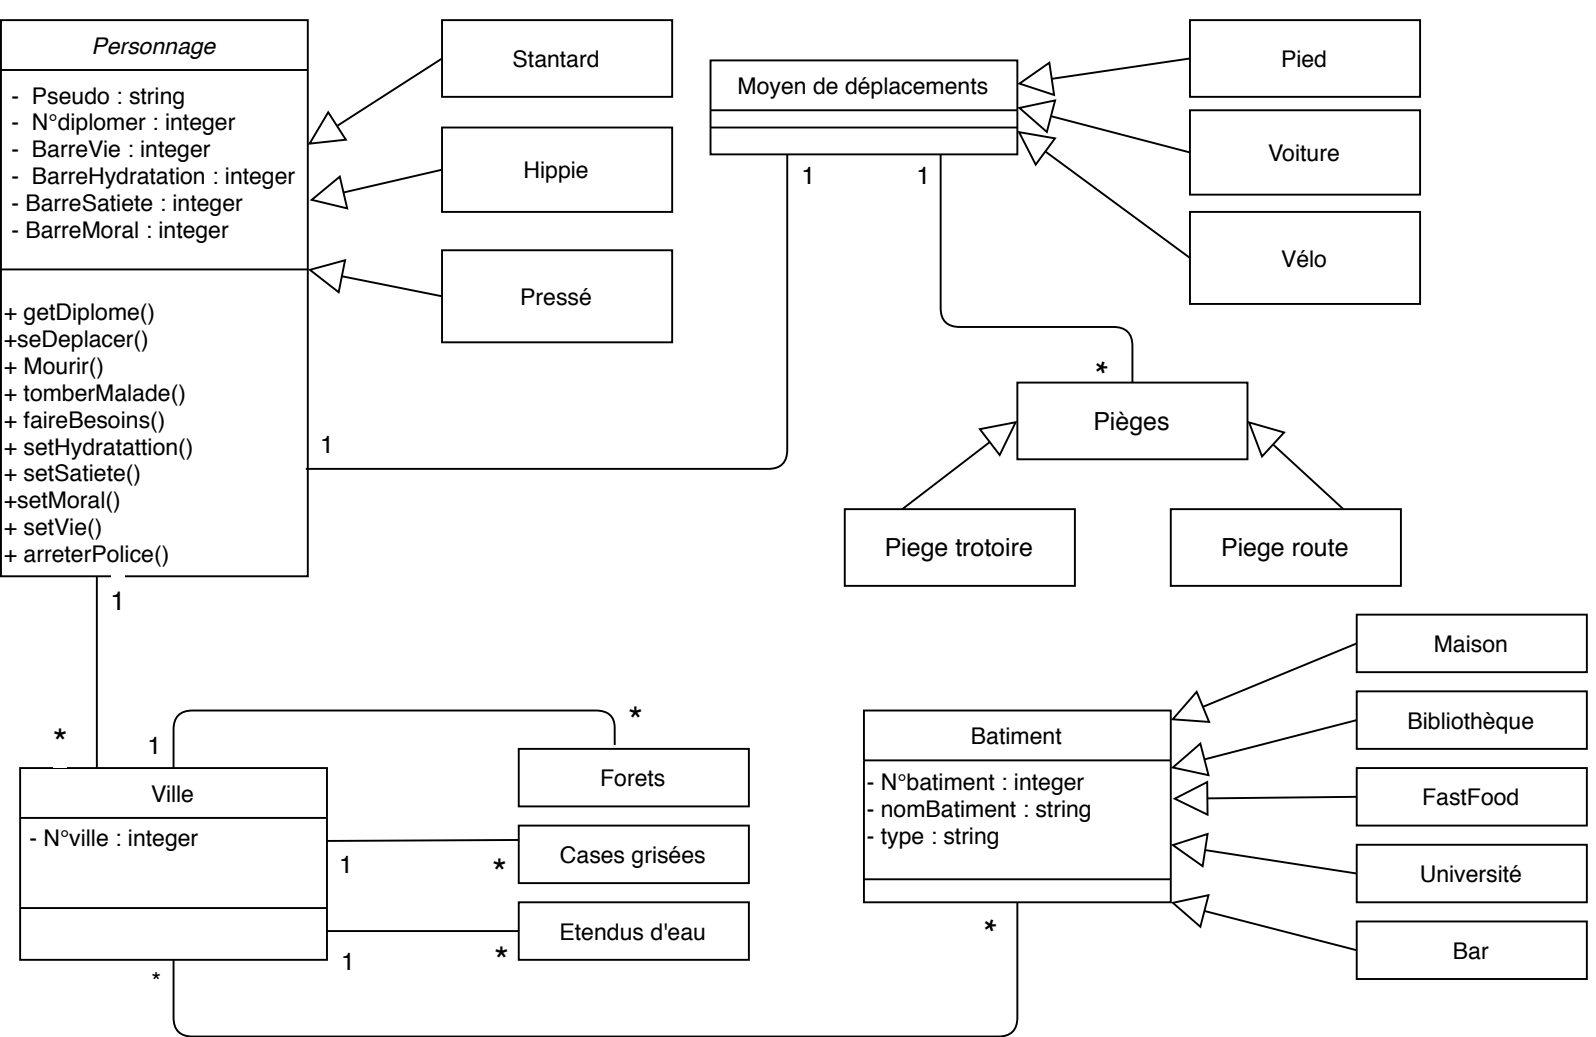 Personnage
- Pseudo : string
- N°diplomer : integer
- BarreVie : integer
- BarreHydratation : integer
- BarreSatiete : integer
- BarreMoral : integer
+ getDiplome()
+seDeplacer()
+ Mourir()
+ tomberMalade()
+ faireBesoins()
+ setHydratattion()
+ setSatiete()
+setMoral()
+ setVie()
+ arreterPolice()
Stantard
Hippie
Pressé
Moyen de déplacements
Pied
Voiture
Vélo
1
1
1
*
Pièges
Piege trotoire
Piege route
1
*
1
*
Ville
- N°ville : integer
Forets
1
*
Cases grisées
1
*
Etendus d'eau
*
*
Batiment
- N°batiment : integer
- nomBatiment : string
- type : string
Maison
Bibliothèque
FastFood
Université
Bar